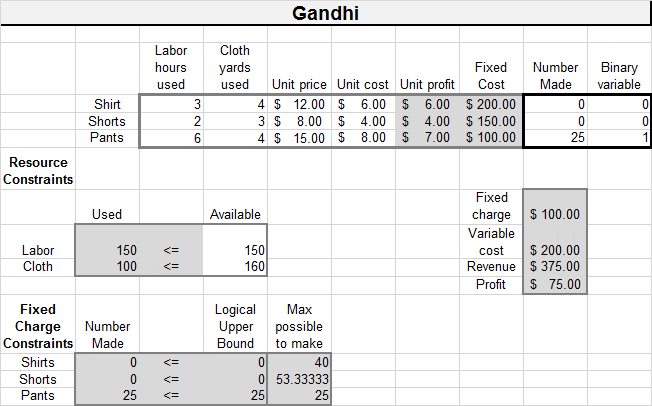 Gandhi
Labor hours used Cloth yards used Unit price Unit cost Unit profit Fixed Cost Number Made Binary variable
Shirt 3 4 $ 12.00 $ 6.00 $ 6.00 $ 200.00 0 0
Shorts 2 3 $ 8.00 $ 4.00 $ 4.00 $ 150.00 0 0
Pants 6 4 $ 15.00 $ 8.00 $ 7.00 $ 100.00 25 1
Resource Constraints
Used Available
Labor 150 <= 150
Cloth 100 <= 160
Fixed charge $ 100.00
Variable cost $ 200.00
Revenue $ 375.00
Profit $ 75.00
Fixed Charge Constraints Number Made Logical Upper Bound Max possible to make
Shirts 0 <= 0 40
Shorts 0 <= 0 53.33333
Pants 25 <= 25 25